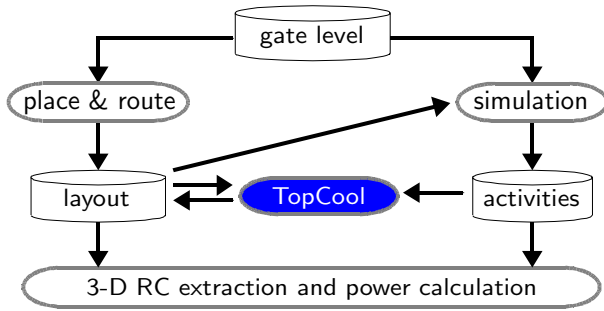 gate level
place & route
simulation
layout
TopCool
activities
3-D RC extraction and power calculation